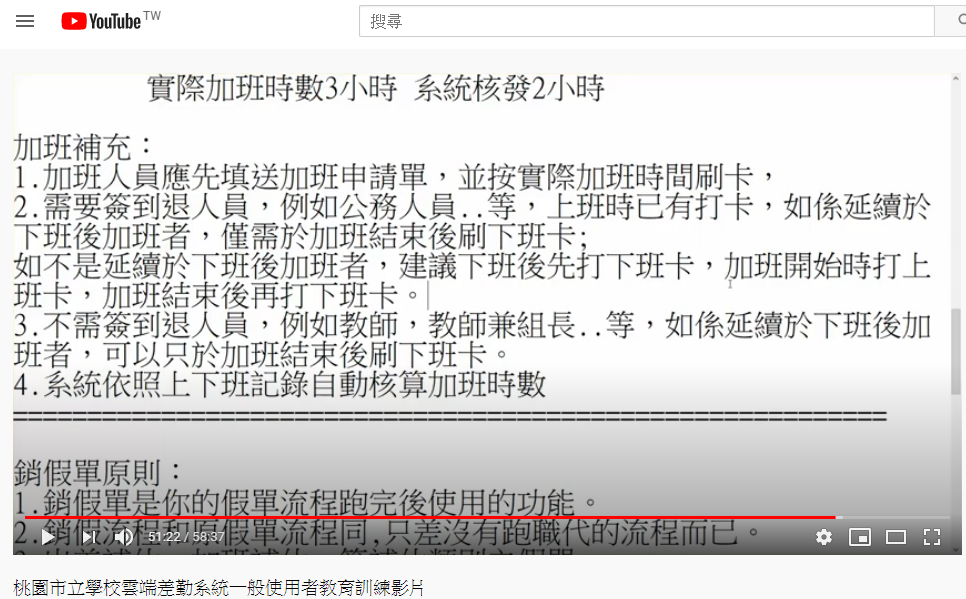 YouTube TW
搜尋
實際加班時數3小時 系統核發2小時
加班補充：
1.加班人員應先填送加班申請單，並按實際加班時間刷卡，
2.需要簽到退人員，例如公務人員..等，上班時已有打卡，如係延續於
下班後加班者，僅需於加班結束後刷下班卡;
如不是延續於下班後加班者，建議下班後先打下班卡，加班開始時打上
班卡，加班結束後再打下班卡。
3.不需簽到退人員，例如教師，教師兼組長..等，如係延續於下班後加
班者，可以只於加班結束後刷下班卡。
4.系統依照上下班記錄自動核算加班時數
===========================================================
銷假單原則：
1.銷假單是你的假單流程跑完後使用的功能。
2.銷假流程和原假單流程同,只差沒有跑職代的流程而已。
51:22 / 58:37
桃園市立學校雲端差勤系統一般使用者教育訓練影片